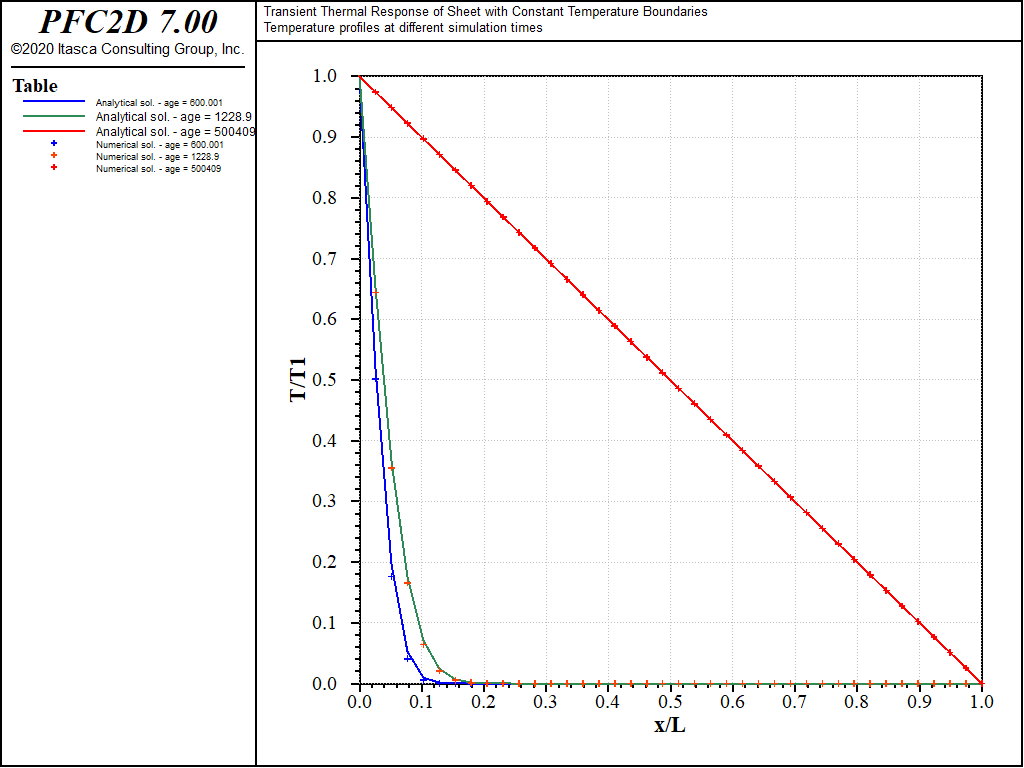 PFC2D 7.00
©2020 Itasca Consulting Group, Inc.
Table
Analytical sol. - age = 600.001
Analytical sol. - age = 1228.9
Analytical sol. - age = 500409
Numerical sol. - age = 600.001
Numerical sol. - age = 1228.9
Numerical sol. - age = 500409
Transient Thermal Response of Sheet with Constant Temperature Boundaries
Temperature profiles at different simulation times
T/T1
1.0
0.9
0.8
0.7
0.6
0.5
0.4
0.3
0.2
0.1
0.0
0.0 0.1 0.2 0.3 0.4 0.5 0.6 0.7 0.8 0.9 1.0
x/L